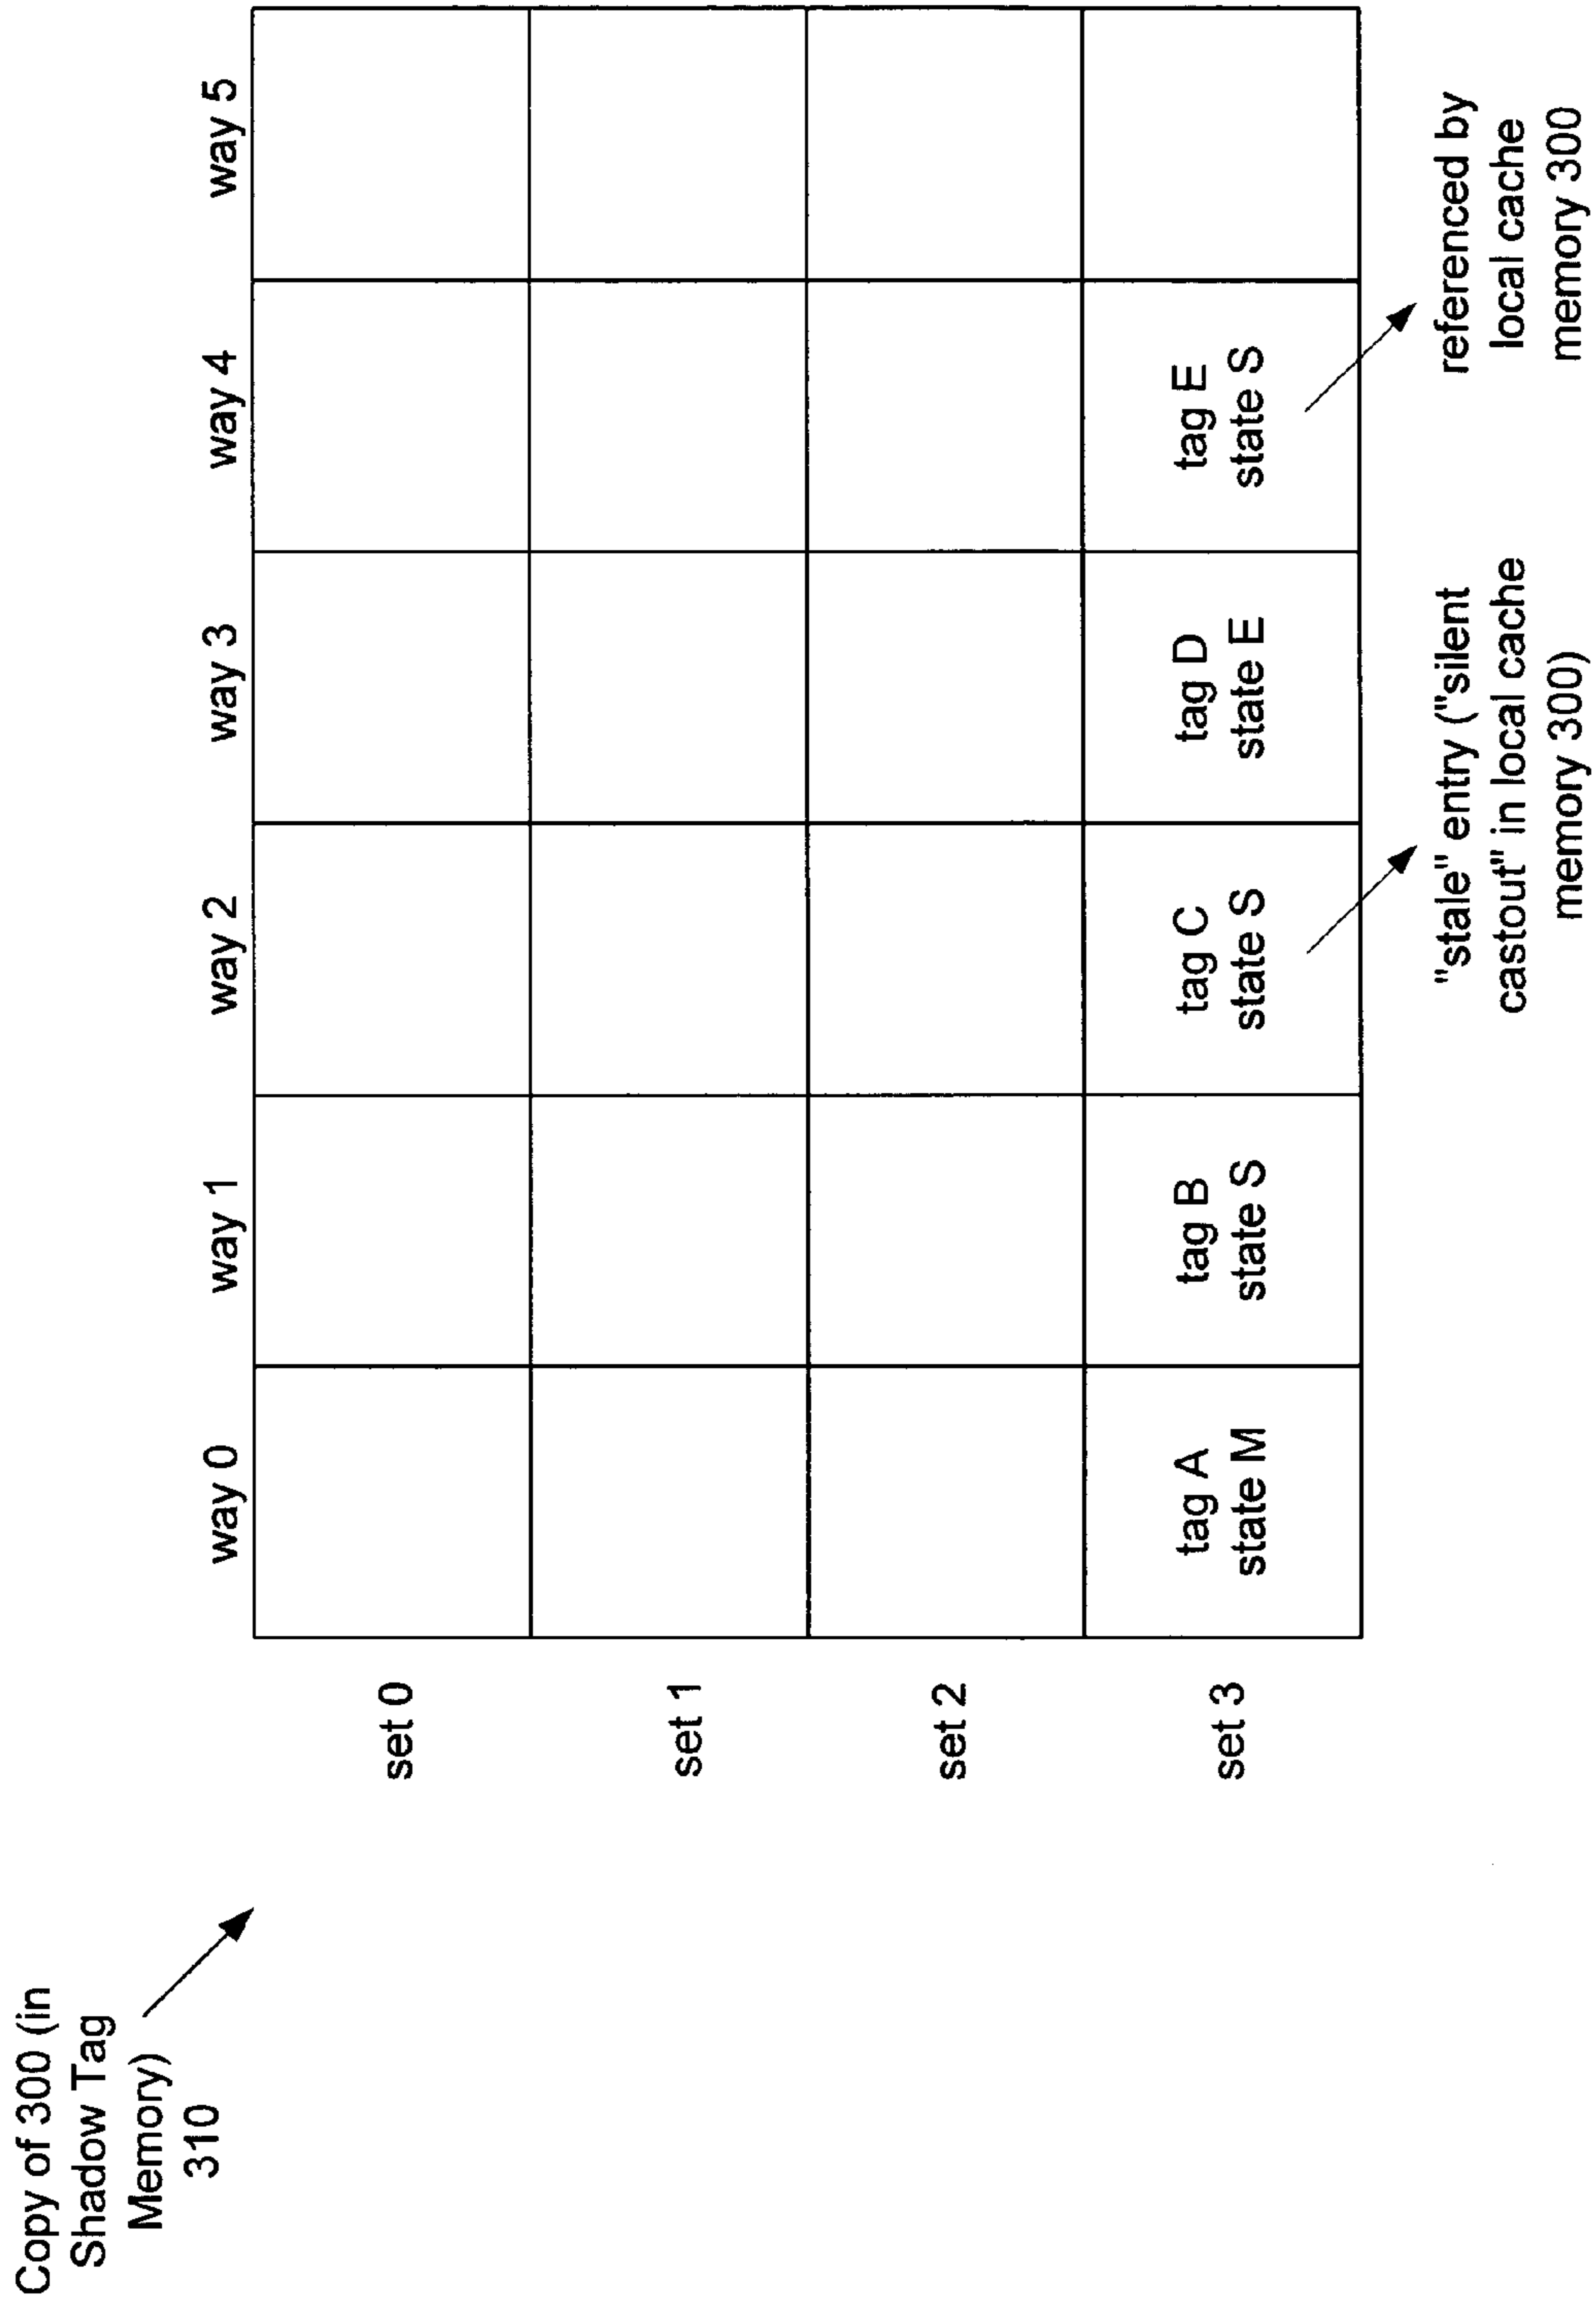 Copy of 300 (in
Shadow Tag
Memory)
310
way 0
way 1
way 2
way 3
way 4
way 5
set 0
set 1
set 2
set 3
tag A
state M
tag B
state S
tag C
state S
tag D
state E
tag E
state S
"stale" entry ("silent
castout" in local cache
memory 300)
referenced by
local cache
memory 300